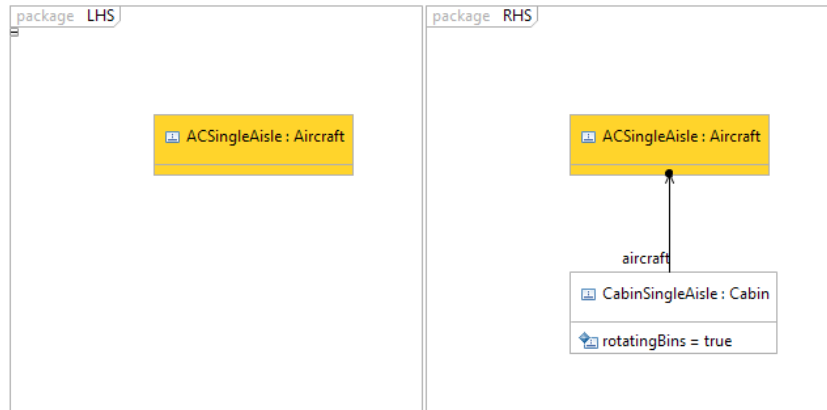 package LHS
ACSingleAisle : Aircraft
package RHS
ACSingleAisle : Aircraft
aircraft
CabinSingleAisle : Cabin
rotatingBins = true